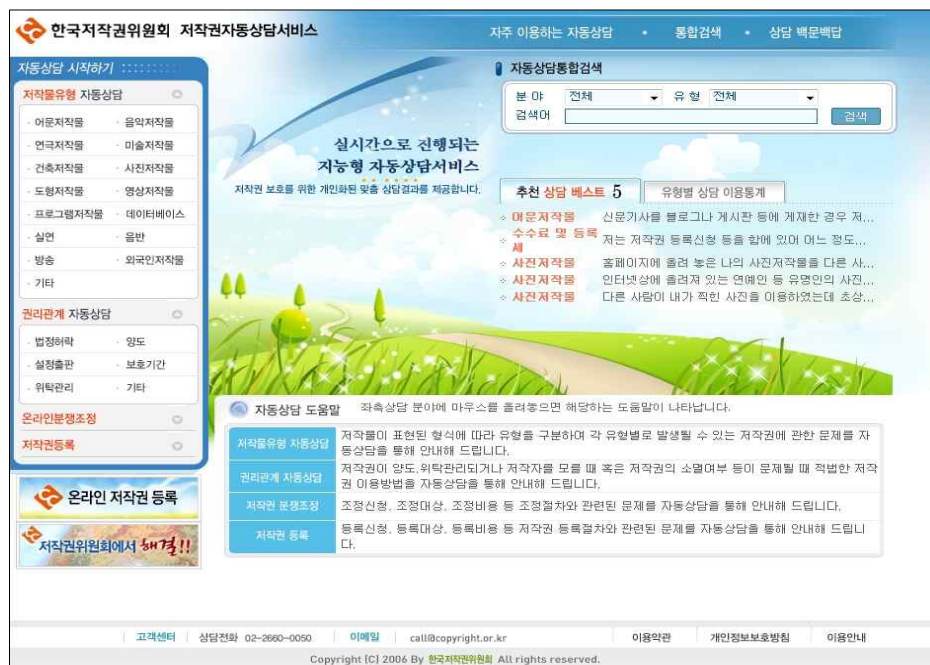 한국저작권위원회 저작권자동상담서비스
자주 이용하는 자동상담 • 통합검색 • 상담 백문백답
자동상담 시작하기 ::::::::::
저작물유형 자동상담
· 어문저작물 · 음악저작물
· 연극저작물 · 미술저작물
· 건축저작물 · 사진저작물
· 도형저작물 · 영상저작물
· 프로그램저작물 · 데이터베이스
· 실연 · 음반
· 방송 · 외국인저작물
· 기타
권리관계 자동상담
· 법정허락 · 양도
· 설정출판 · 보호기간
· 위탁관리 · 기타
온라인분쟁조정
저작권등록
온라인 저작권 등록
저작권위원회에서 해결!!
실시간으로 진행되는
지능형 자동상담서비스
저작권 보호를 위한 개인화된 맞춤 상담결과를 제공합니다.
자동상담통합검색
분 야 전체 유 형 전체
검색어 검색
추천 상담 베스트 5 유형별 상담 이용통계
어문저작물 신문기사를 블로그나 게시판 등에 게재한 경우 저...
수수료 및 등록세 저는 저작권 등록신청 등을 함에 있어 어느 정도...
사진저작물 홈페이지에 올려 놓은 나의 사진저작물을 다른 사...
사진저작물 인터넷상에 올려져 있는 연예인 등 유명인의 사진...
사진저작물 다른 사람이 내가 찍힌 사진을 이용하였는데 초상...
자동상담 도움말 좌측상담 분야에 마우스를 올려놓으면 해당하는 도움말이 나타납니다.
저작물유형 자동상담 저작물이 표현된 형식에 따라 유형을 구분하여 각 유형별로 발생될 수 있는 저작권에 관한 문제를 자
동상담을 통해 안내해 드립니다.
권리관계 자동상담 저작권이 양도,위탁관리되거나 저작자를 모를 때 혹은 저작권의 소멸여부 등이 문제될 때 적법한 저작
권 이용방법을 자동상담을 통해 안내해 드립니다.
저작권 분쟁조정 조정신청, 조정대상, 조정비용 등 조정절차와 관련된 문제를 자동상담을 통해 안내해 드립니다.
저작권 등록 등록신청, 등록대상, 등록비용 등 저작권 등록절차와 관련된 문제를 자동상담을 통해 안내해 드립니
다.
고객센터 상담전화 02-2660-0050 이메일 call@copyright.or.kr 이용약관 개인정보보호방침 이용안내
Copyright (C) 2006 By 한국저작권위원회 All rights reserved.